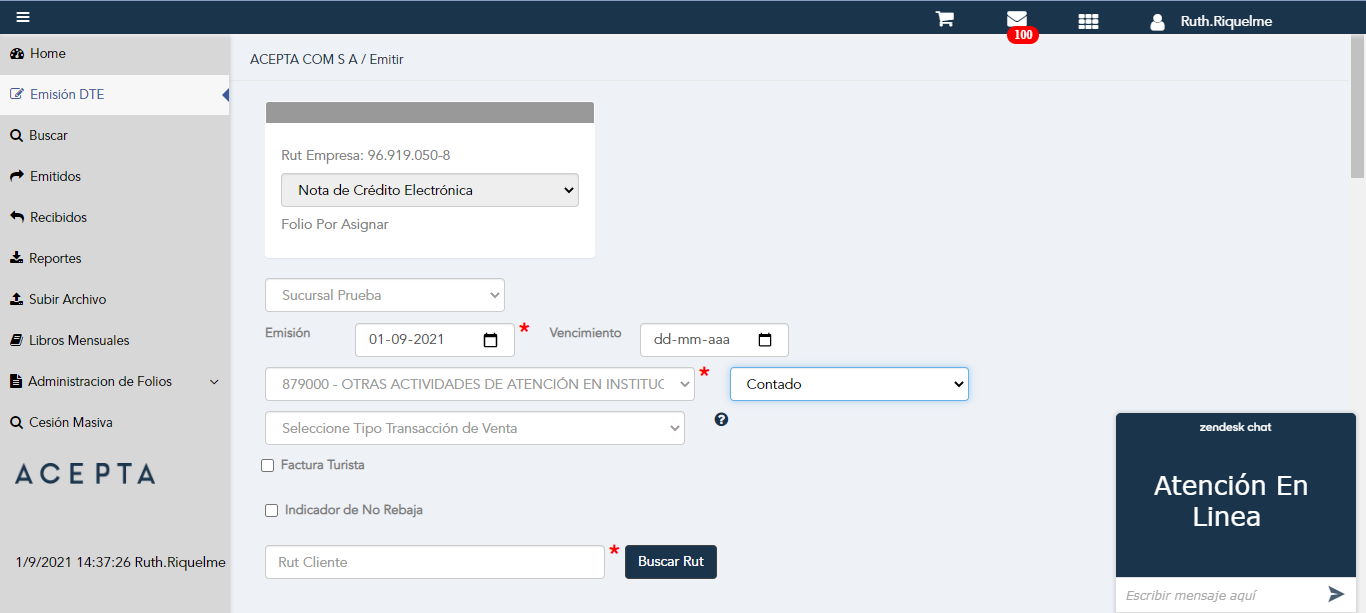 100
Ruth.Riquelme
Home
Emisión DTE
Buscar
Emitidos
Recibidos
Reportes
Subir Archivo
Libros Mensuales
Administracion de Folios
Cesión Masiva
ACEPTA
1/9/2021 14:37:26 Ruth.Riquelme
ACEPTA COM S A / Emitir
Rut Empresa: 96.919.050-8
Nota de Crédito Electrónica
Folio Por Asignar
Sucursal Prueba
Emisión 01-09-2021 * Vencimiento dd-mm-aaa
879000 - OTRAS ACTIVIDADES DE ATENCIÓN EN INSTITUC * Contado
Seleccione Tipo Transacción de Venta ?
Factura Turista
Indicador de No Rebaja
Rut Cliente * Buscar Rut
zendesk chat
Atención En
Linea
Escribir mensaje aquí